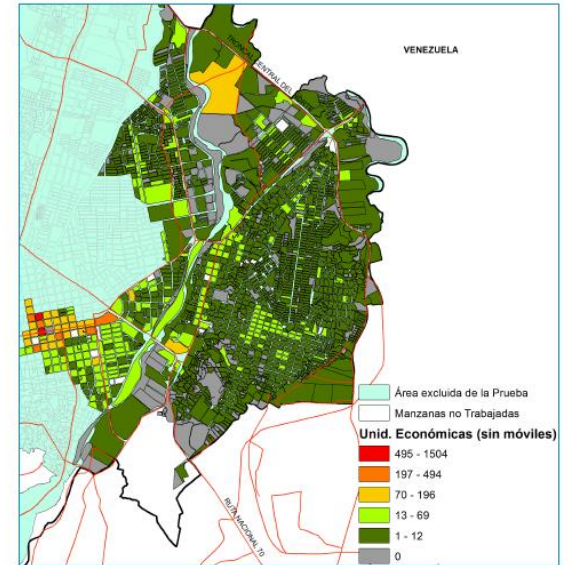 VENEZUELA
TRONCAL CENTRAL DEL
Área excluida de la Prueba
Manzanas no Trabajadas
Unid. Económicas (sin móviles)
495 - 1504
197 - 494
70 - 196
13 - 69
1 - 12
0
RUTA NACIONAL 70